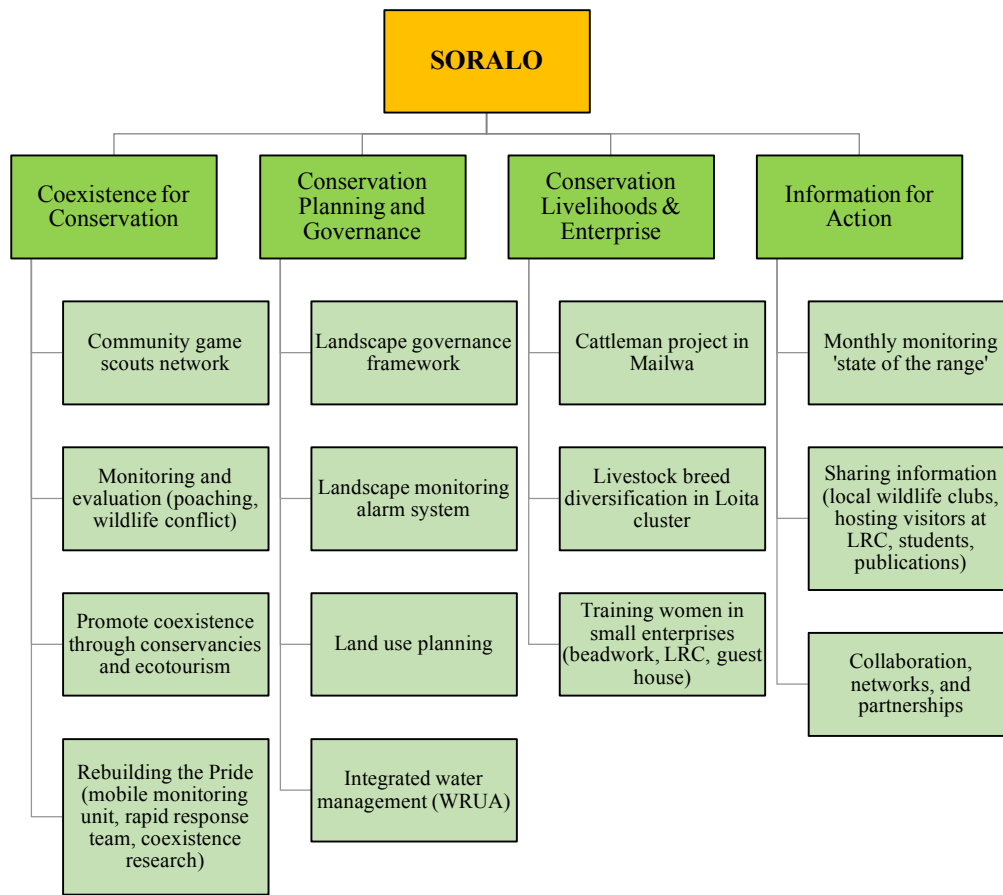 SORALO
Coexistence for
Conservation
Community game
scouts network
Monitoring and
evaluation (poaching,
wildlife conflict)
Promote coexistence
through conservancies
and ecotourism
Rebuilding the Pride
(mobile monitoring
unit, rapid response
team, coexistence
research)
Conservation
Planning and
Governance
Landscape governance
framework
Landscape monitoring
alarm system
Land use planning
Integrated water
management (WRUA)
Conservation
Livelihoods &
Enterprise
Cattleman project in
Mailwa
Livestock breed
diversification in Loita
cluster
Training women in
small enterprises
(beadwork, LRC, guest
house)
Information for
Action
Monthly monitoring
'state of the range'
Sharing information
(local wildlife clubs,
hosting visitors at
LRC, students,
publications)
Collaboration,
networks, and
partnerships